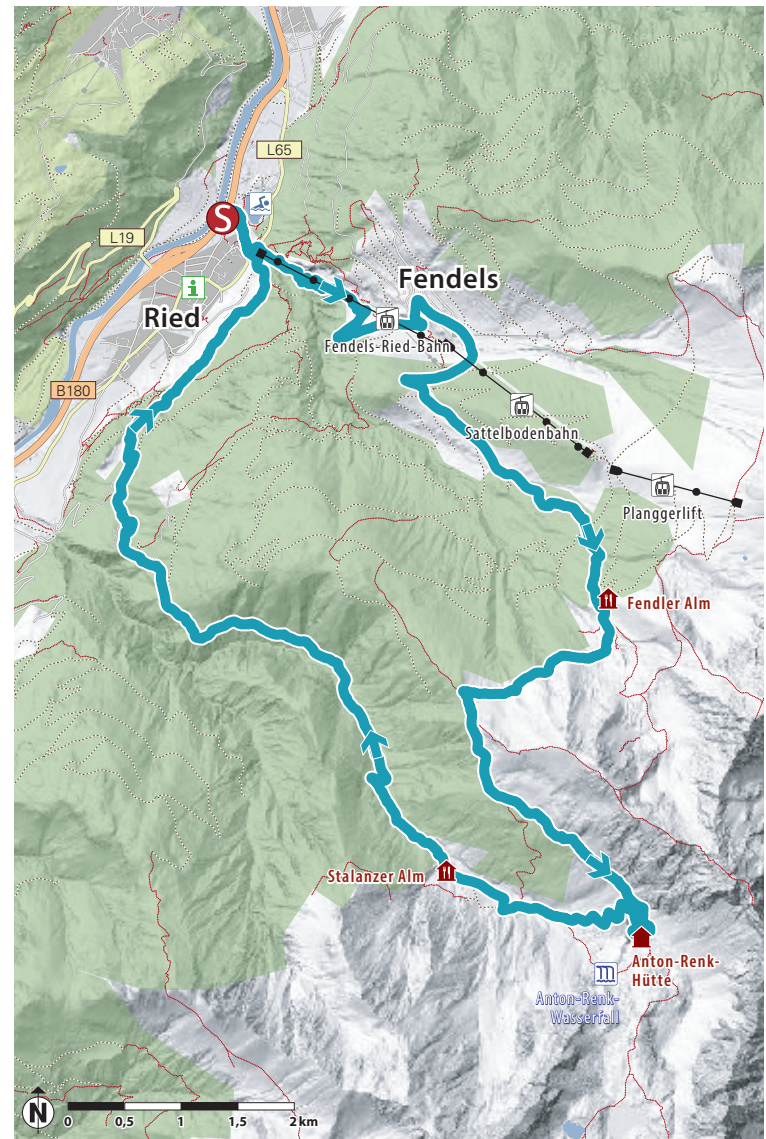 L65
S
L19
i
Fendels
Ried
Fendels-Ried-Bahn
B180
Sattelbodenbahn
Planggerlift
Fendler Alm
Stalanzer Alm
Anton-Renk-
Hütte
Anton-Renk-
Wasserfall
N
0 0,5 1 1,5 2 km